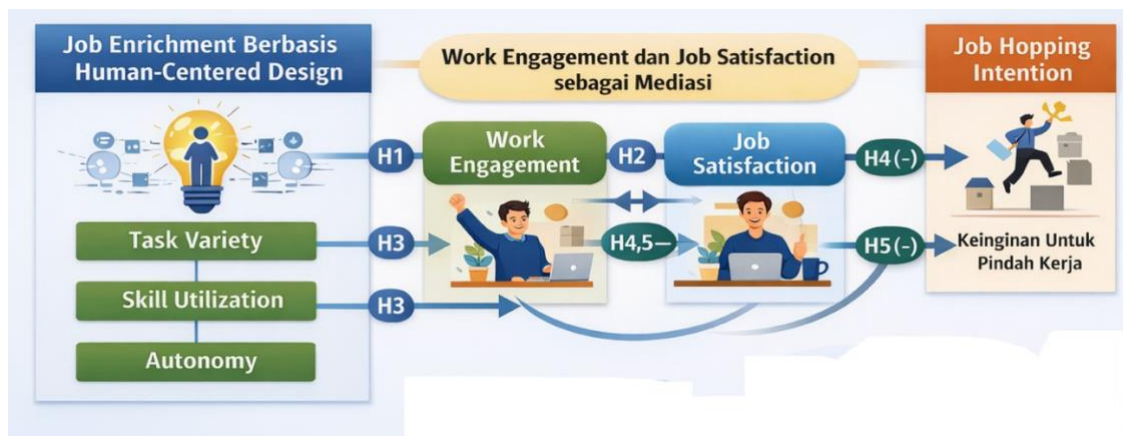 Job Enrichment Berbasis
Human-Centered Design
Work Engagement dan Job Satisfaction
sebagai Mediasi
Job Hopping
Intention
H1
Work
Engagement
H2
Job
Satisfaction
H4 (-)
Task Variety
H3
H4,5—
H5 (-)
Keinginan Untuk
Pindah Kerja
Skill Utilization
H3
Autonomy